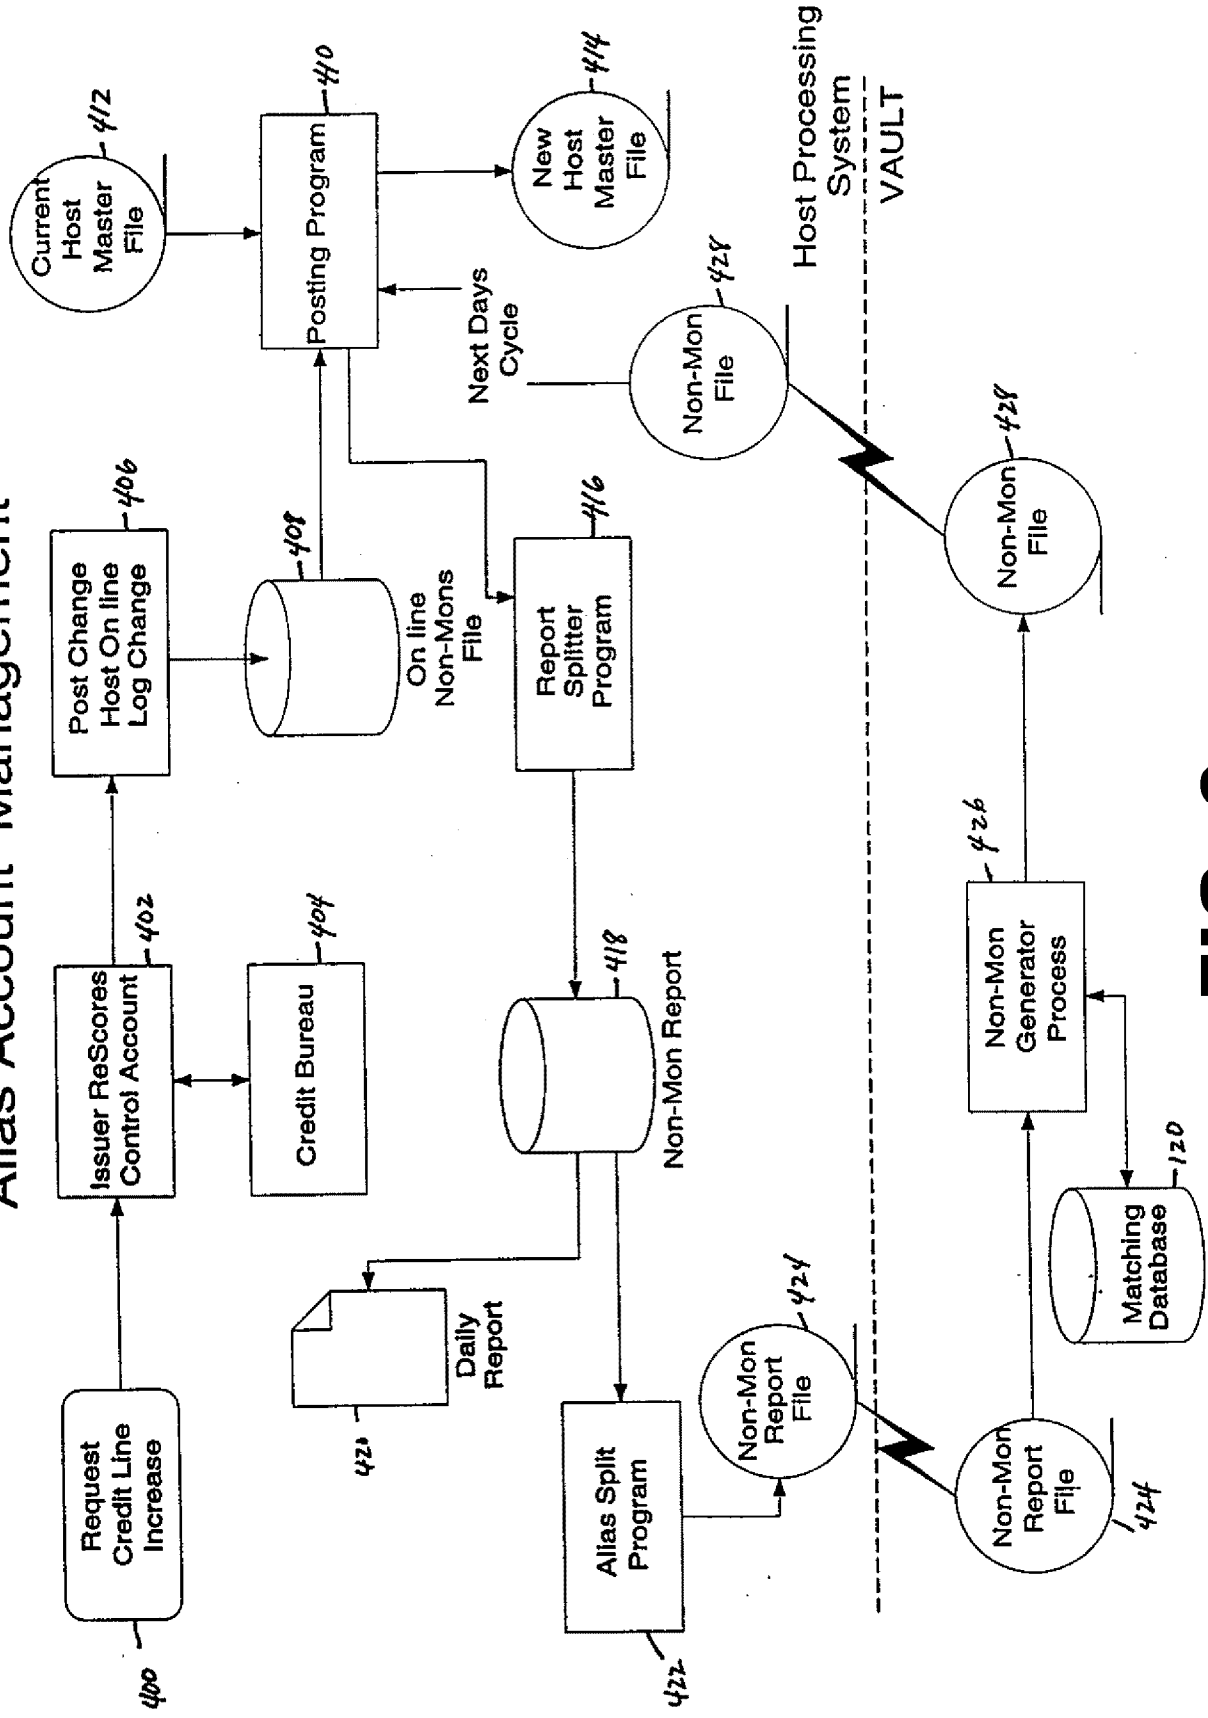 Alias Account Management
Request
Credit Line
Increase
400
Issuer ReScores
Control Account
402
Credit Bureau
404
Post Change
Host On line
Log Change
406
408
On line
Non-Mons
File
Current
Host
Master
File
412
Posting Program
410
New
Host
Master
File
414
Next Days
Cycle
Report
Splitter
Program
416
418
Non-Mon Report
Daily
Report
420
Alias Split
Program
422
Non-Mon
Report
File
424
Non-Mon
File
428
Host Processing
System
VAULT
Non-Mon
Report
File
424
Matching
Database
120
Non-Mon
Generator
Process
426
Non-Mon
File
428